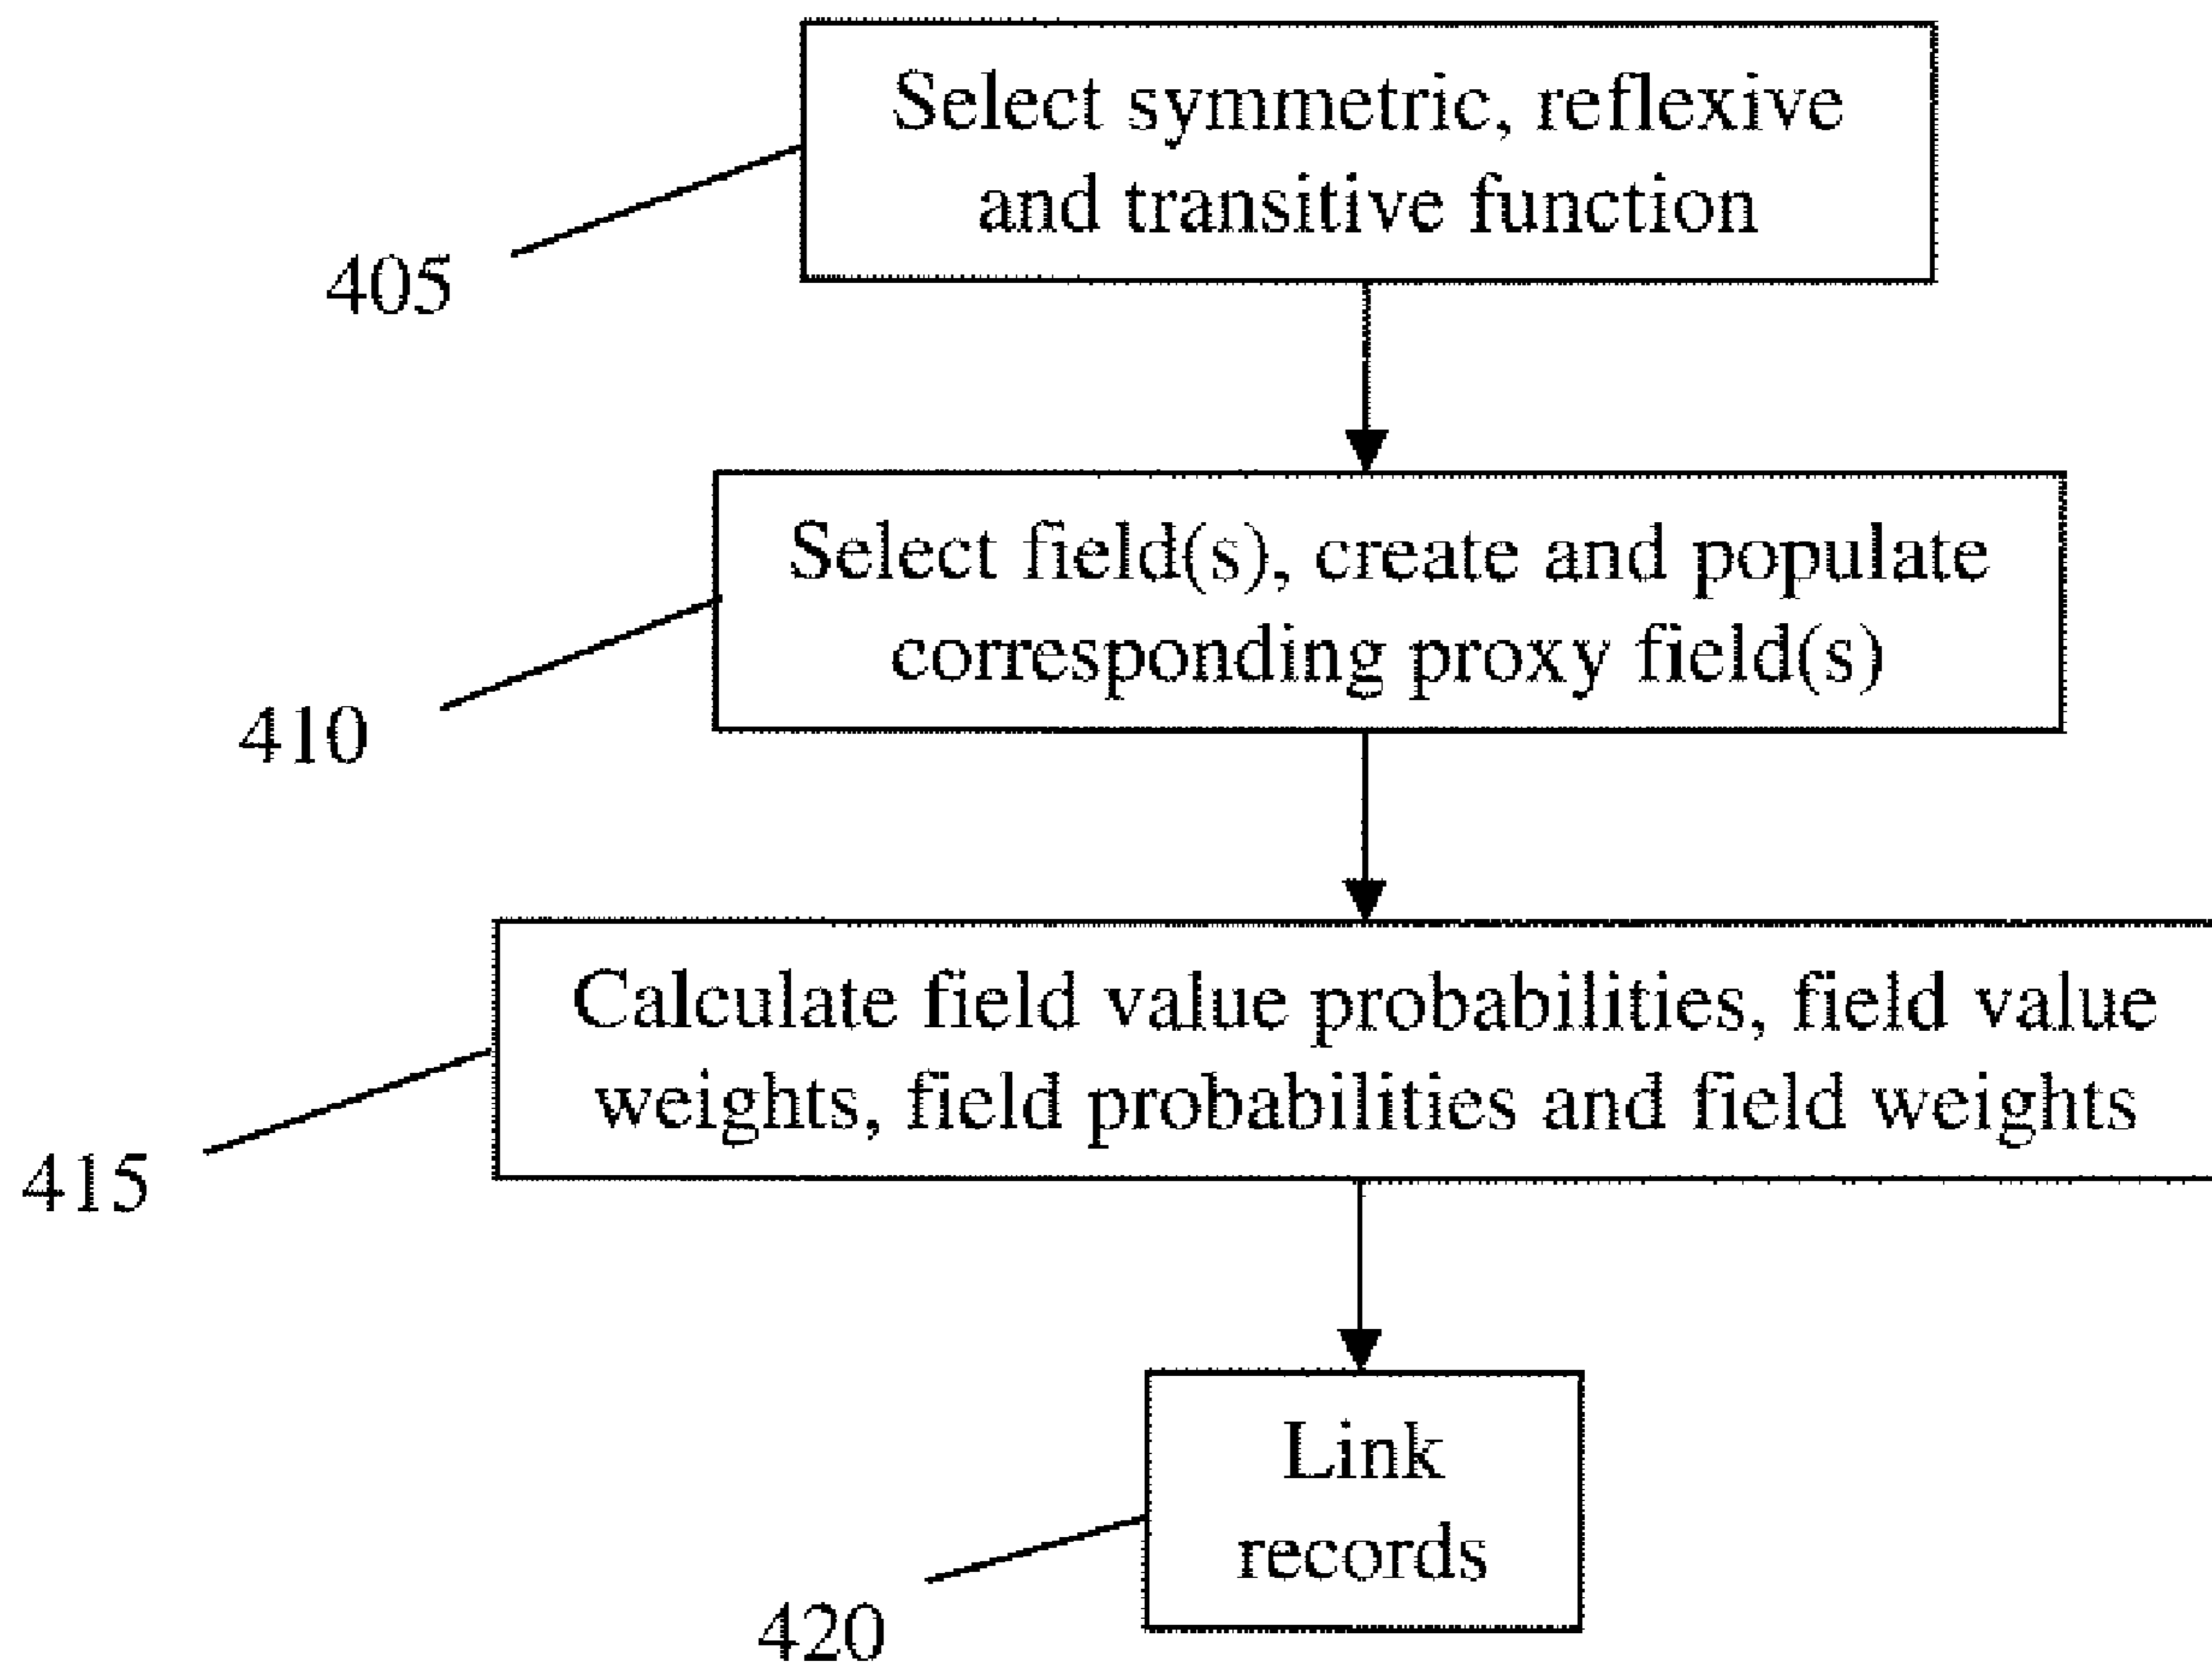 Select symmetric, reflexive
and transitive function
405
Select field(s), create and populate
corresponding proxy field(s)
410
Calculate field value probabilities, field value
weights, field probabilities and field weights
415
Link
records
420